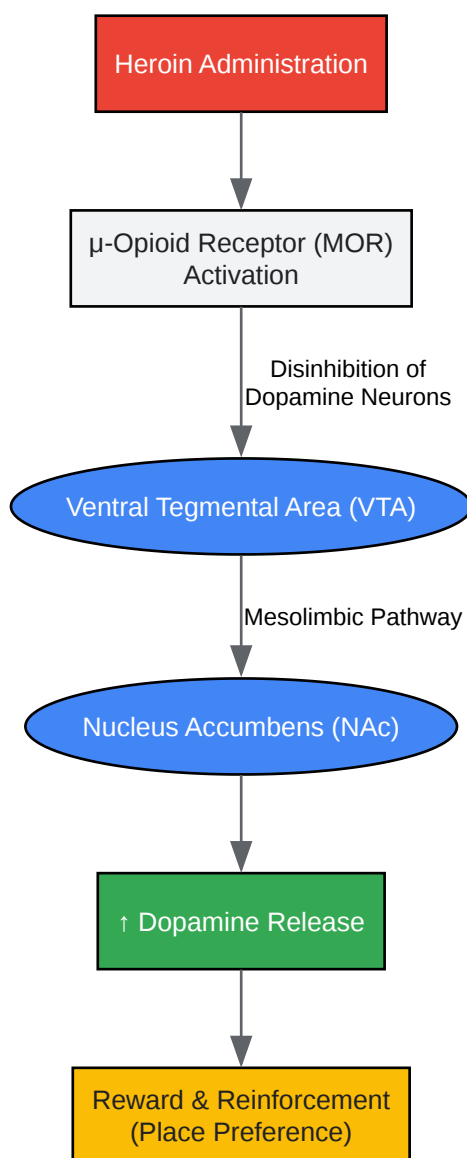 Heroin Administration
μ-Opioid Receptor (MOR)
Activation
Disinhibition of
Dopamine Neurons
Ventral Tegmental Area (VTA)
Mesolimbic Pathway
Nucleus Accumbens (NAc)
↑ Dopamine Release
Reward & Reinforcement
(Place Preference)